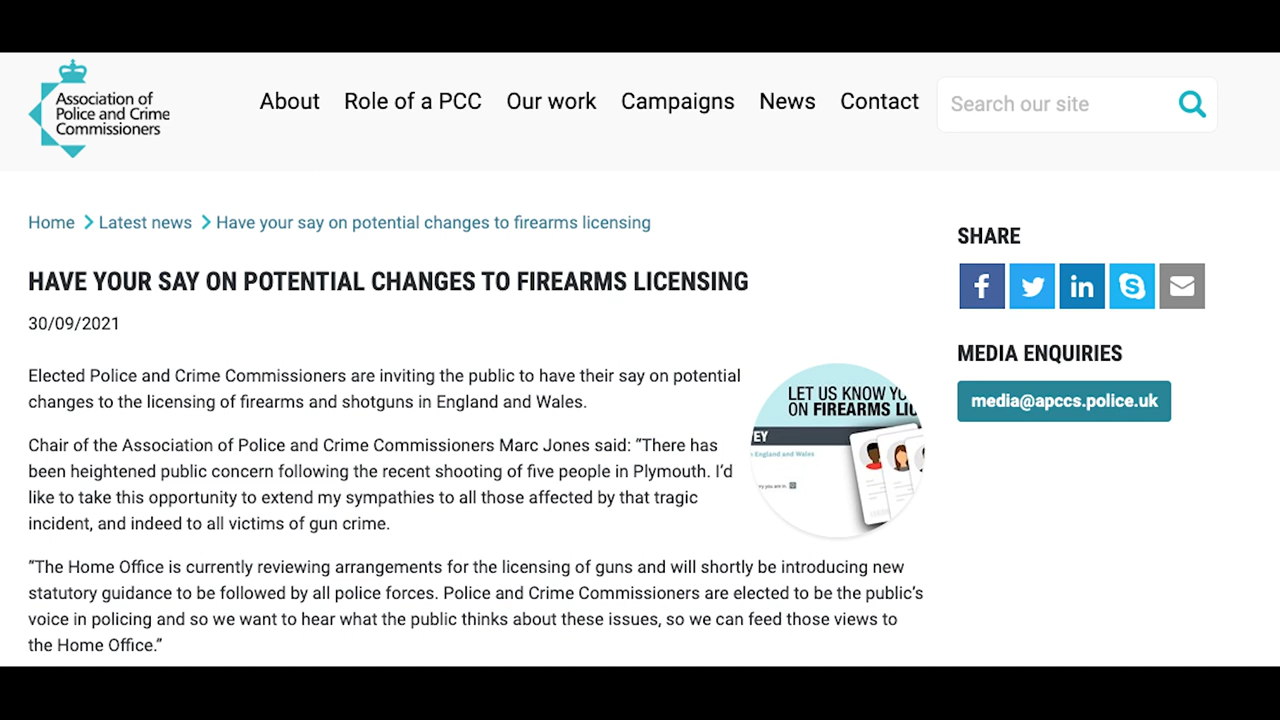 Association of
Police and Crime
Commissioners
About Role of a PCC Our work Campaigns News Contact Search our site
Home Latest news Have your say on potential changes to firearms licensing
HAVE YOUR SAY ON POTENTIAL CHANGES TO FIREARMS LICENSING
30/09/2021
Elected Police and Crime Commissioners are inviting the public to have their say on potential
changes to the licensing of firearms and shotguns in England and Wales.
Chair of the Association of Police and Crime Commissioners Marc Jones said: “There has
been heightened public concern following the recent shooting of five people in Plymouth. I’d
like to take this opportunity to extend my sympathies to all those affected by that tragic
incident, and indeed to all victims of gun crime.
“The Home Office is currently reviewing arrangements for the licensing of guns and will shortly be introducing new
statutory guidance to be followed by all police forces. Police and Crime Commissioners are elected to be the public’s
voice in policing and so we want to hear what the public thinks about these issues, so we can feed those views to
the Home Office.”
LET US KNOW YO
ON FIREARMS LIC
EY
England and Wales
SHARE
f in S
MEDIA ENQUIRIES
media@apccs.police.uk